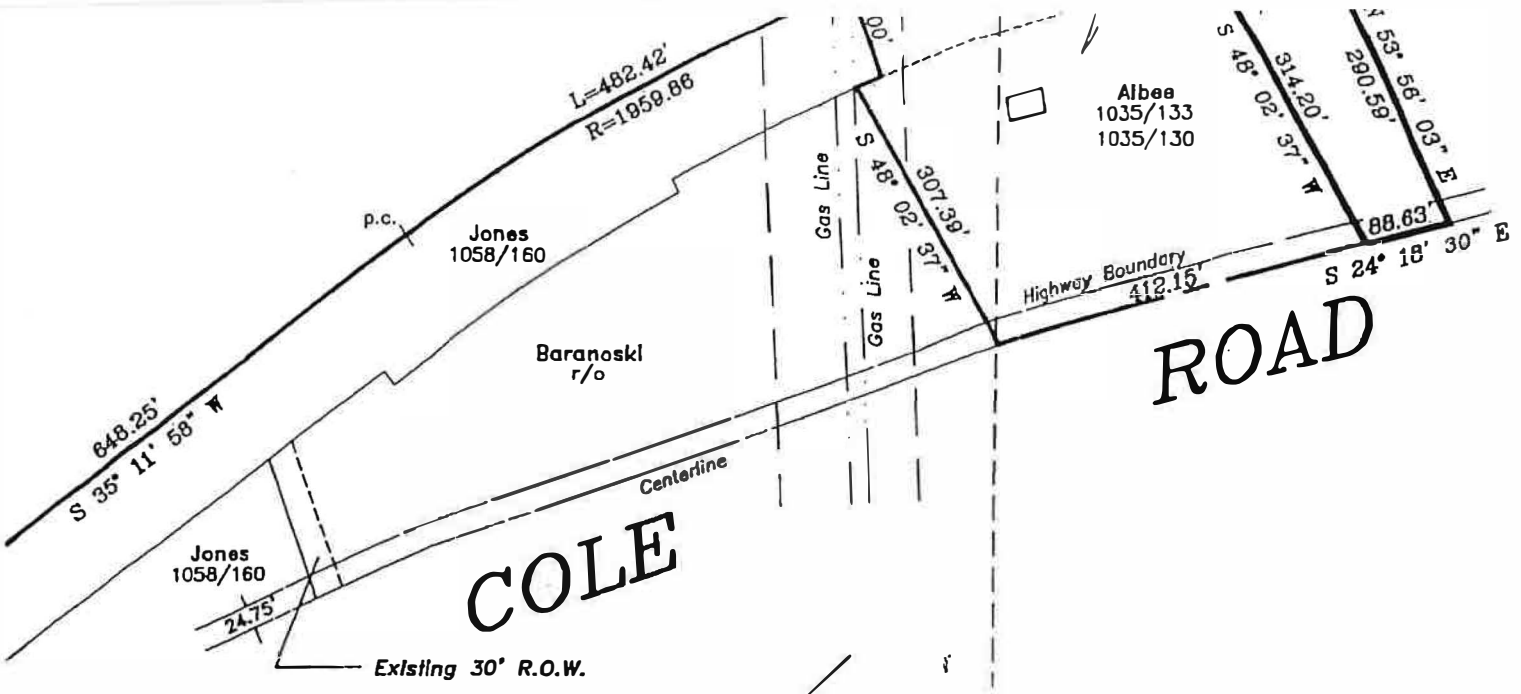 L=482.42'
R=1959.86
00'
S 48° 02' 37" W
314.20'
N 53° 56' 03" E
290.59'
Albee
1035/133
1035/130
p.c.
Jones
1058/160
Gas Line
Gas Line
307.39'
S 48° 02' 37" W
88.63'
S 24° 18' 30" E
Highway Boundary
412.15'
ROAD
Baranoski
r/o
648.25'
S 35° 11' 58" W
Centerline
COLE
Jones
1058/160
24.75'
Existing 30' R.O.W.